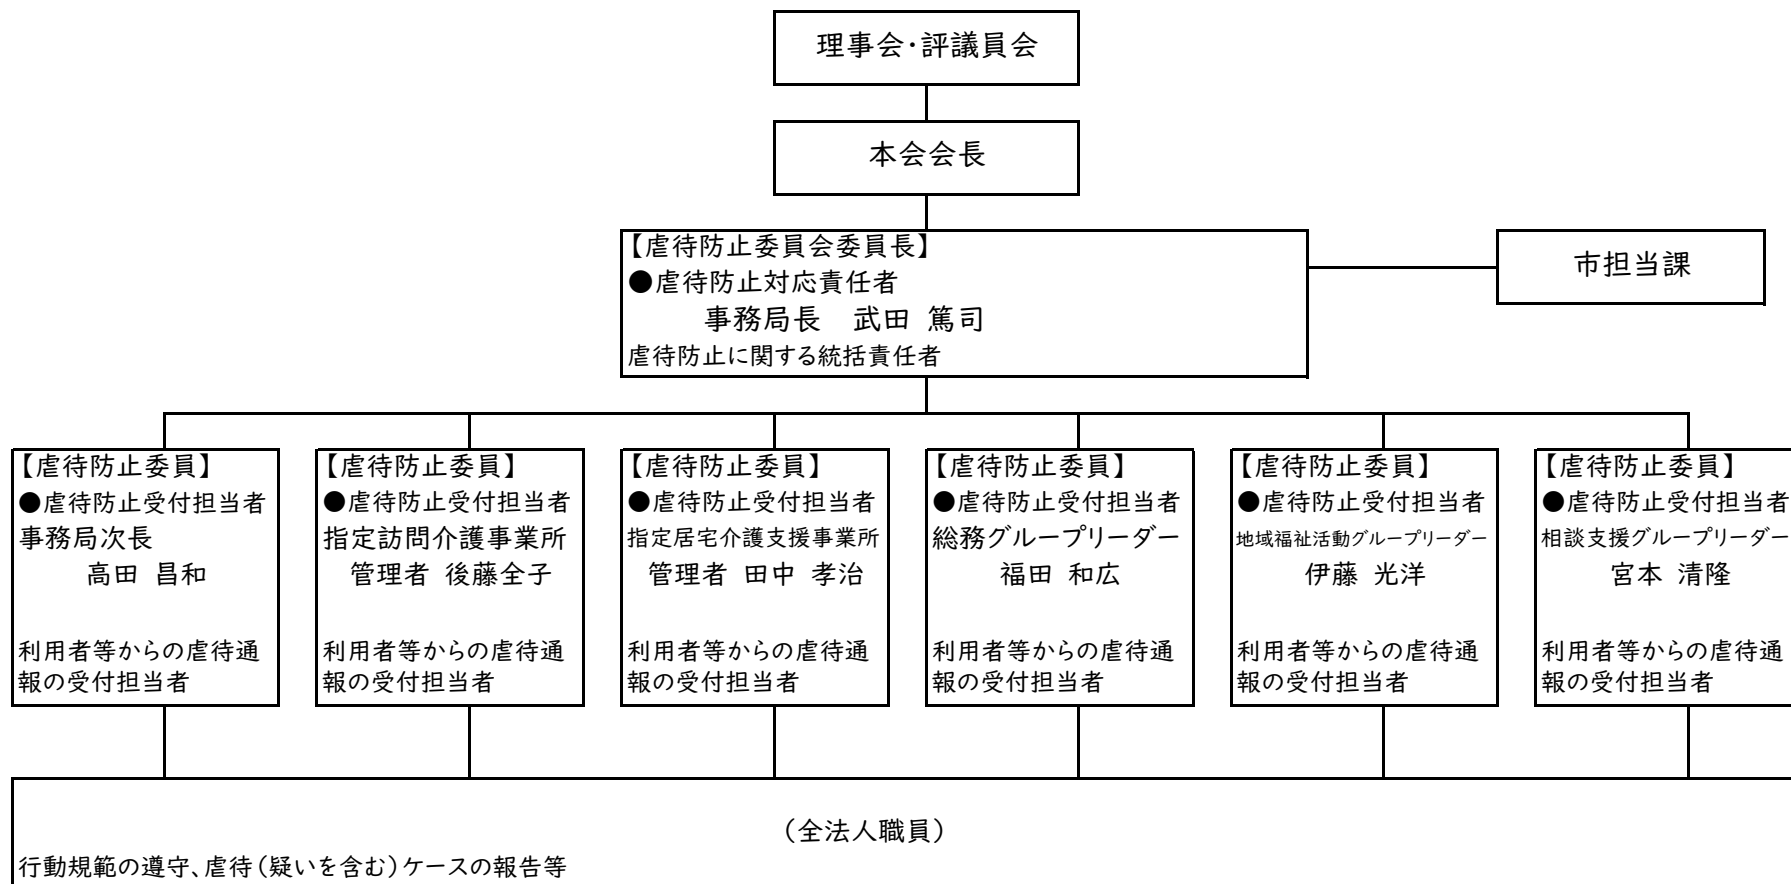 理事会・評議員会
本会会長
【虐待防止委員会委員長】
●虐待防止対応責任者
事務局長　武田 篤司
虐待防止に関する統括責任者
市担当課
【虐待防止委員】
●虐待防止受付担当者
事務局次長
高田 昌和
利用者等からの虐待通
報の受付担当者
【虐待防止委員】
●虐待防止受付担当者
指定訪問介護事業所
管理者 後藤全子
利用者等からの虐待通
報の受付担当者
【虐待防止委員】
●虐待防止受付担当者
指定居宅介護支援事業所
管理者 田中 孝治
利用者等からの虐待通
報の受付担当者
【虐待防止委員】
●虐待防止受付担当者
総務グループリーダー
福田 和広
利用者等からの虐待通
報の受付担当者
【虐待防止委員】
●虐待防止受付担当者
地域福祉活動グループリーダー
伊藤 光洋
利用者等からの虐待通
報の受付担当者
【虐待防止委員】
●虐待防止受付担当者
相談支援グループリーダー
宮本 清隆
利用者等からの虐待通
報の受付担当者
（全法人職員）
行動規範の遵守、虐待（疑いを含む）ケースの報告等